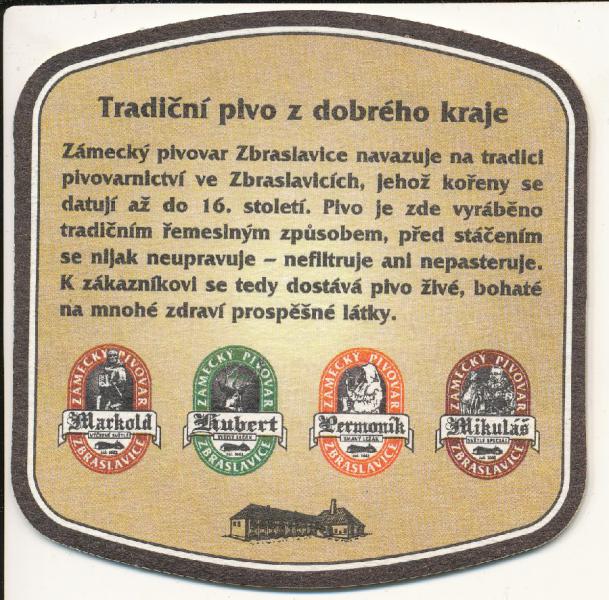 Tradiční pivo z dobrého kraje
Zámecký pivovar Zbraslavice navazuje na tradici
pivovarnictví ve Zbraslavicích, jehož kořeny se
datují až do 16. století. Pivo je zde vyráběno
tradičním řemeslným způsobem, před stáčením
se nijak neupravuje – nefiltruje ani nepasteruje.
K zákazníkovi se tedy dostává pivo živé, bohaté
na mnohé zdraví prospěšné látky.
ZÁMECKÝ PIVOVAR
Markold
ZBRASLAVICE
ZÁMECKÝ PIVOVAR
Hubert
ZBRASLAVICE
ZÁMECKÝ PIVOVAR
Permoník
ZBRASLAVICE
ZÁMECKÝ PIVOVAR
Mikuláš
ZBRASLAVICE